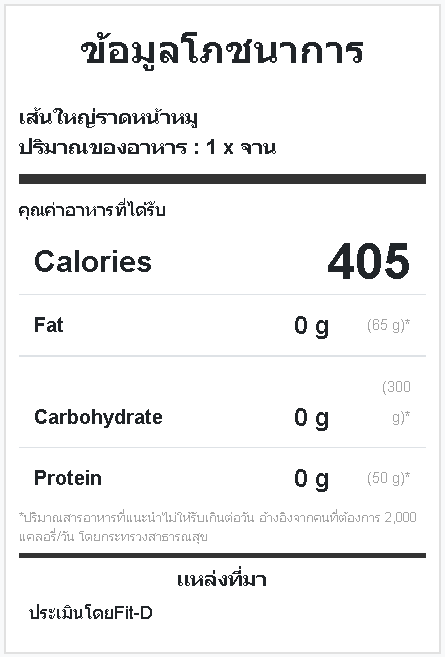 ข้อมูลโภชนาการ
เส้นใหญ่ราดหน้าหมู
ปริมาณของอาหาร : 1 x จาน
คุณค่าอาหารที่ได้รับ
Calories 405
Fat 0 g (65 g)*
Carbohydrate 0 g (300 g)*
Protein 0 g (50 g)*
*ปริมาณสารอาหารที่แนะนำไม่ให้รับเกินต่อวัน อ้างอิงจากคนที่ต้องการ 2,000
แคลอรี่/วัน โดยกระทรวงสาธารณสุข
แหล่งที่มา
ประเมินโดยFit-D